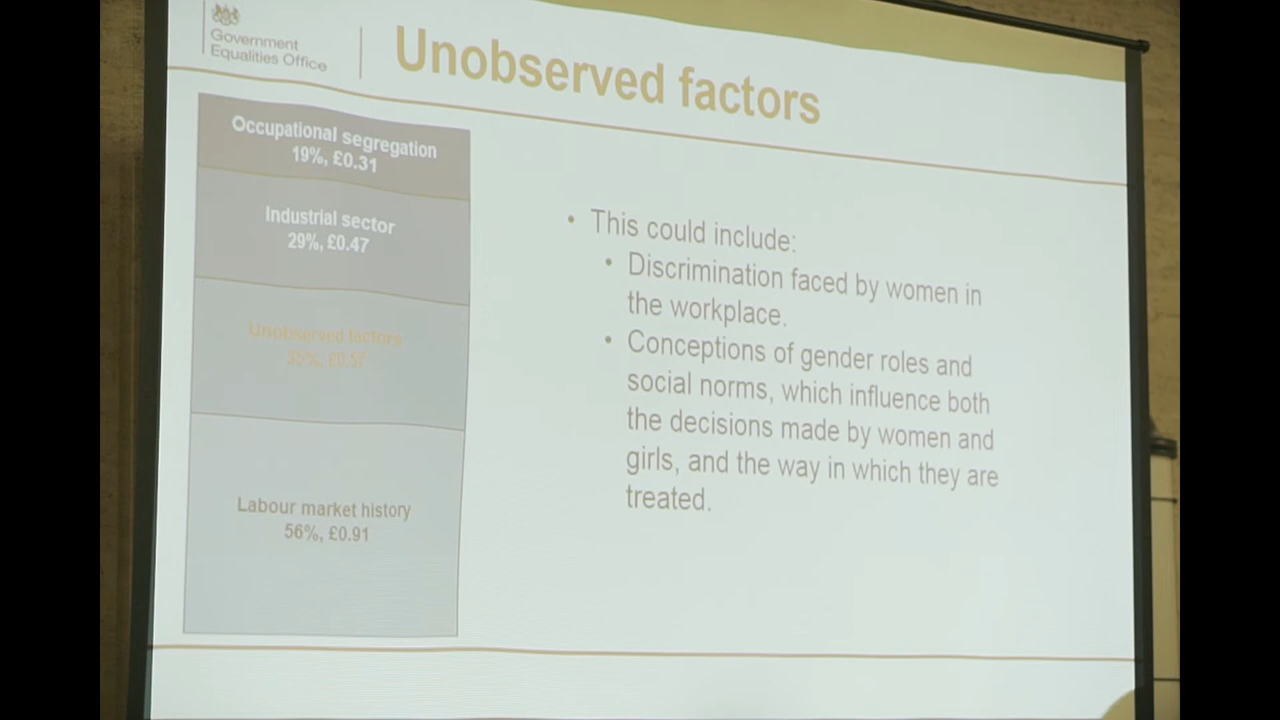 Government
Equalities Office
Unobserved factors
Occupational segregation
19%, £0.31
Industrial sector
29%, £0.47
Unobserved factors
35%, £0.57
Labour market history
56%, £0.91
• This could include:
• Discrimination faced by women in
the workplace.
• Conceptions of gender roles and
social norms, which influence both
the decisions made by women and
girls, and the way in which they are
treated.